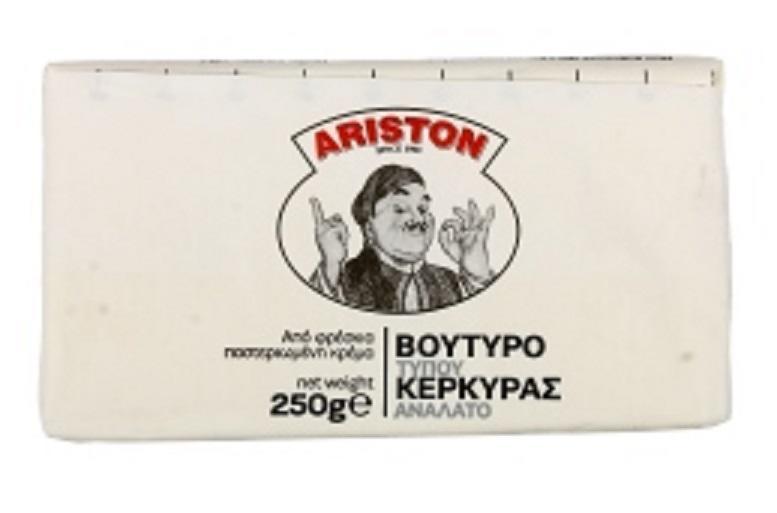 ARISTON
Από φρέσκια
παστεριωμένη κρέμα
net weight
250g℮
ΒΟΥΤΥΡΟ
ΤΥΠΟΥ
ΚΕΡΚΥΡΑΣ
ΑΝΑΛΑΤΟ